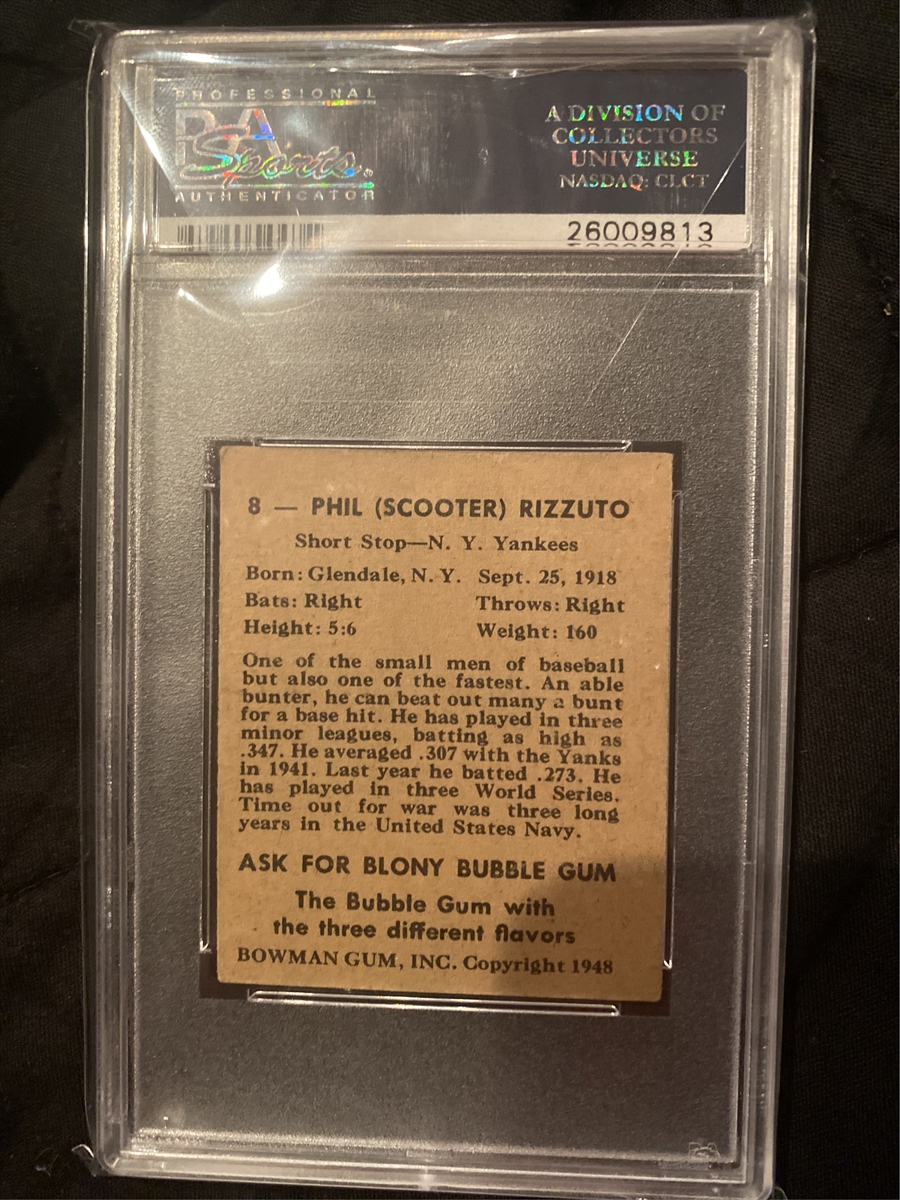 PROFESSIONAL
PSA
Sports®
AUTHENTICATOR
A DIVISION OF
COLLECTORS
UNIVERSE
NASDAQ: CLCT
26009813
8 — PHIL (SCOOTER) RIZZUTO
Short Stop—N. Y. Yankees
Born: Glendale, N. Y. Sept. 25, 1918
Bats: Right Throws: Right
Height: 5:6 Weight: 160
One of the small men of baseball
but also one of the fastest. An able
bunter, he can beat out many a bunt
for a base hit. He has played in three
minor leagues, batting as high as
.347. He averaged .307 with the Yanks
in 1941. Last year he batted .273. He
has played in three World Series.
Time out for war was three long
years in the United States Navy.
ASK FOR BLONY BUBBLE GUM
The Bubble Gum with
the three different flavors
BOWMAN GUM, INC. Copyright 1948
PSA